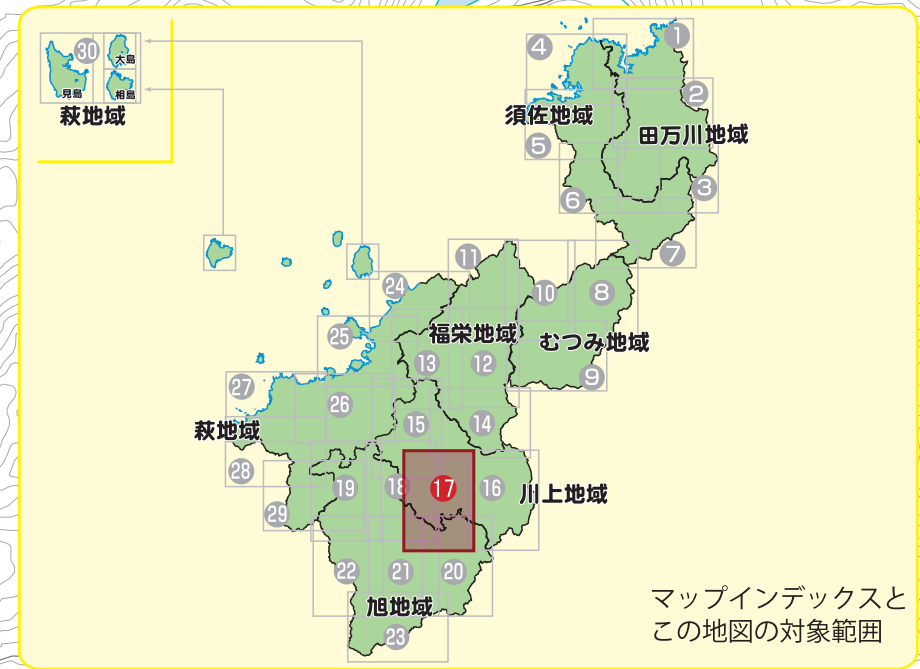 30
大島
見島
相島
萩地域
1
4
2
須佐地域
田万川地域
5
3
6
7
11
10
8
24
福栄地域
むつみ地域
25
13
12
9
27
26
15
14
萩地域
28
19
18
17
16
川上地域
29
22
21
20
旭地域
23
マップインデックスと
この地図の対象範囲